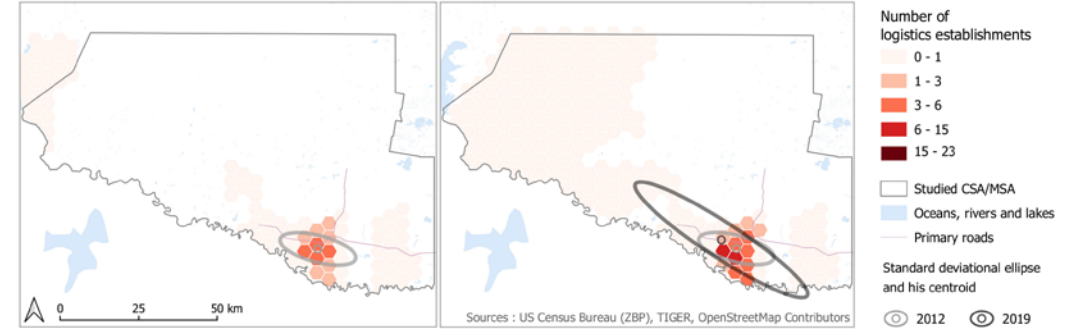 Number of
logistics establishments
0 - 1
1 - 3
3 - 6
6 - 15
15 - 23
Studied CSA/MSA
Oceans, rivers and lakes
Primary roads
Standard deviational ellipse
and his centroid
2012 2019
0 25 50 km
Sources : US Census Bureau (ZBP), TIGER, OpenStreetMap Contributors